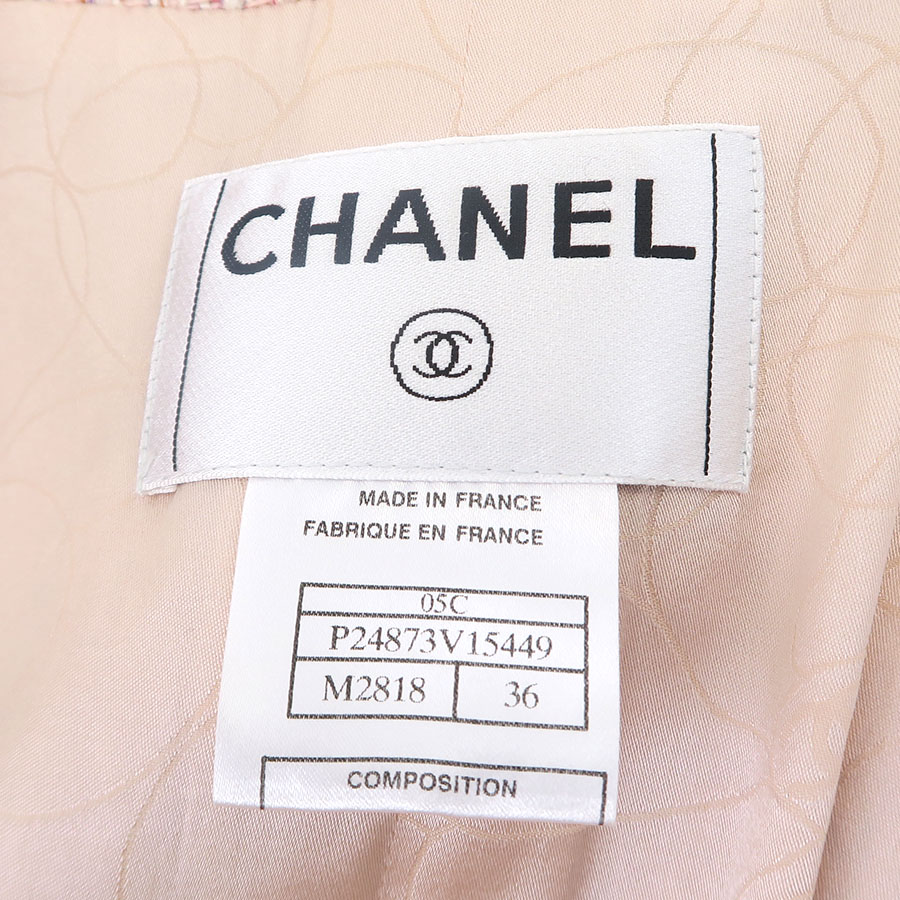 CHANEL
MADE IN FRANCE
FABRIQUE EN FRANCE
05C
P24873V15449
M2818 36
COMPOSITION